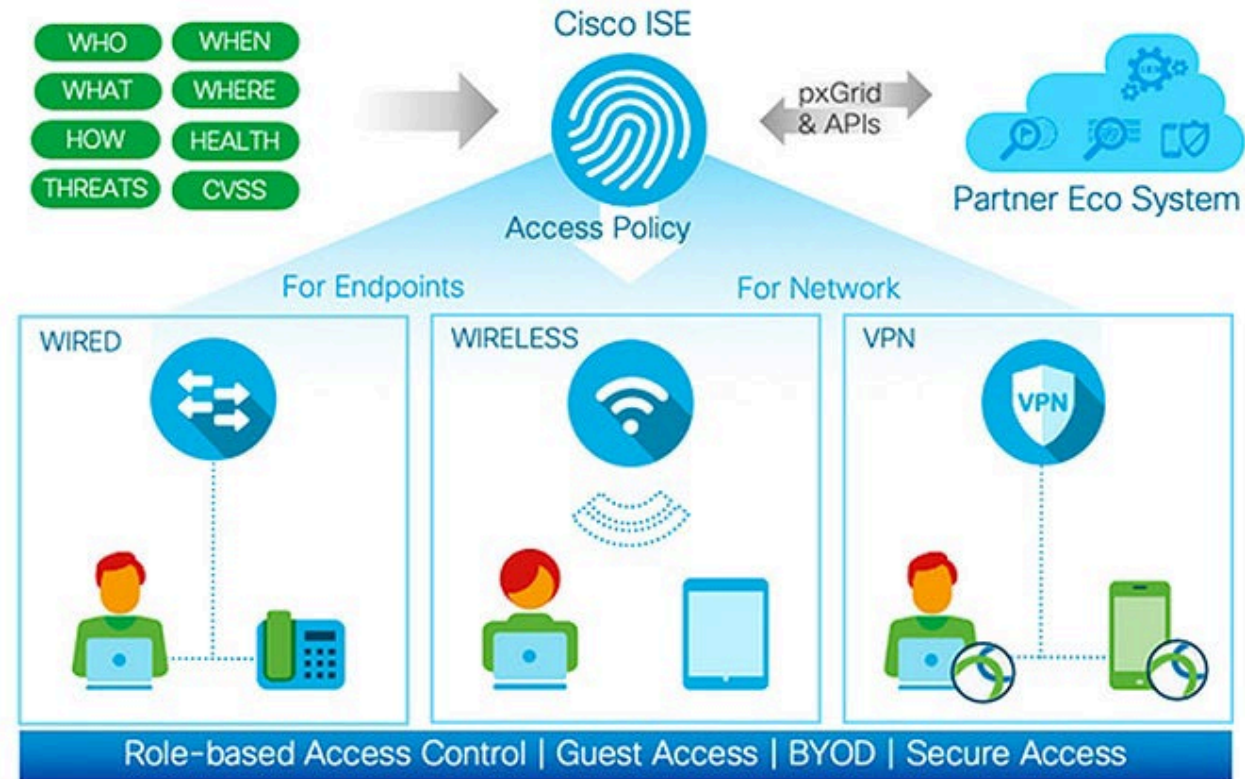 Cisco ISE
WHO
WHEN
WHAT
WHERE
HOW
HEALTH
THREATS
CVSS
pxGrid
& APIs
Partner Eco System
Access Policy
For Endpoints
For Network
WIRED
WIRELESS
VPN
VPN
Role-based Access Control | Guest Access | BYOD | Secure Access